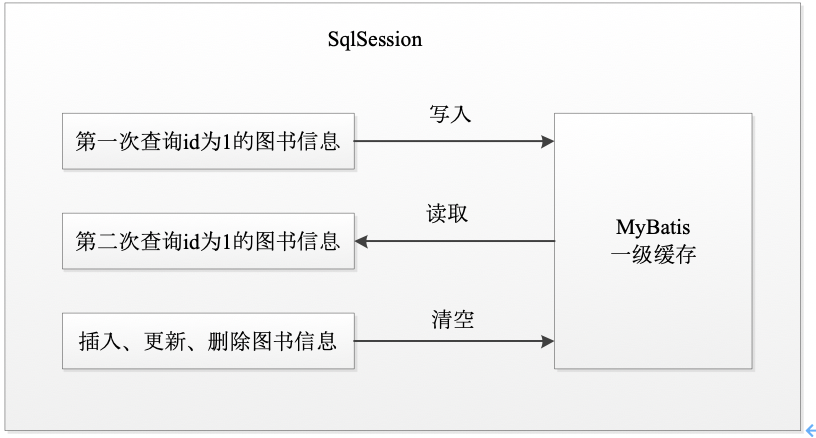 SqlSession
第一次查询id为1的图书信息
写入
第二次查询id为1的图书信息
读取
插入、更新、删除图书信息
清空
MyBatis
一级缓存